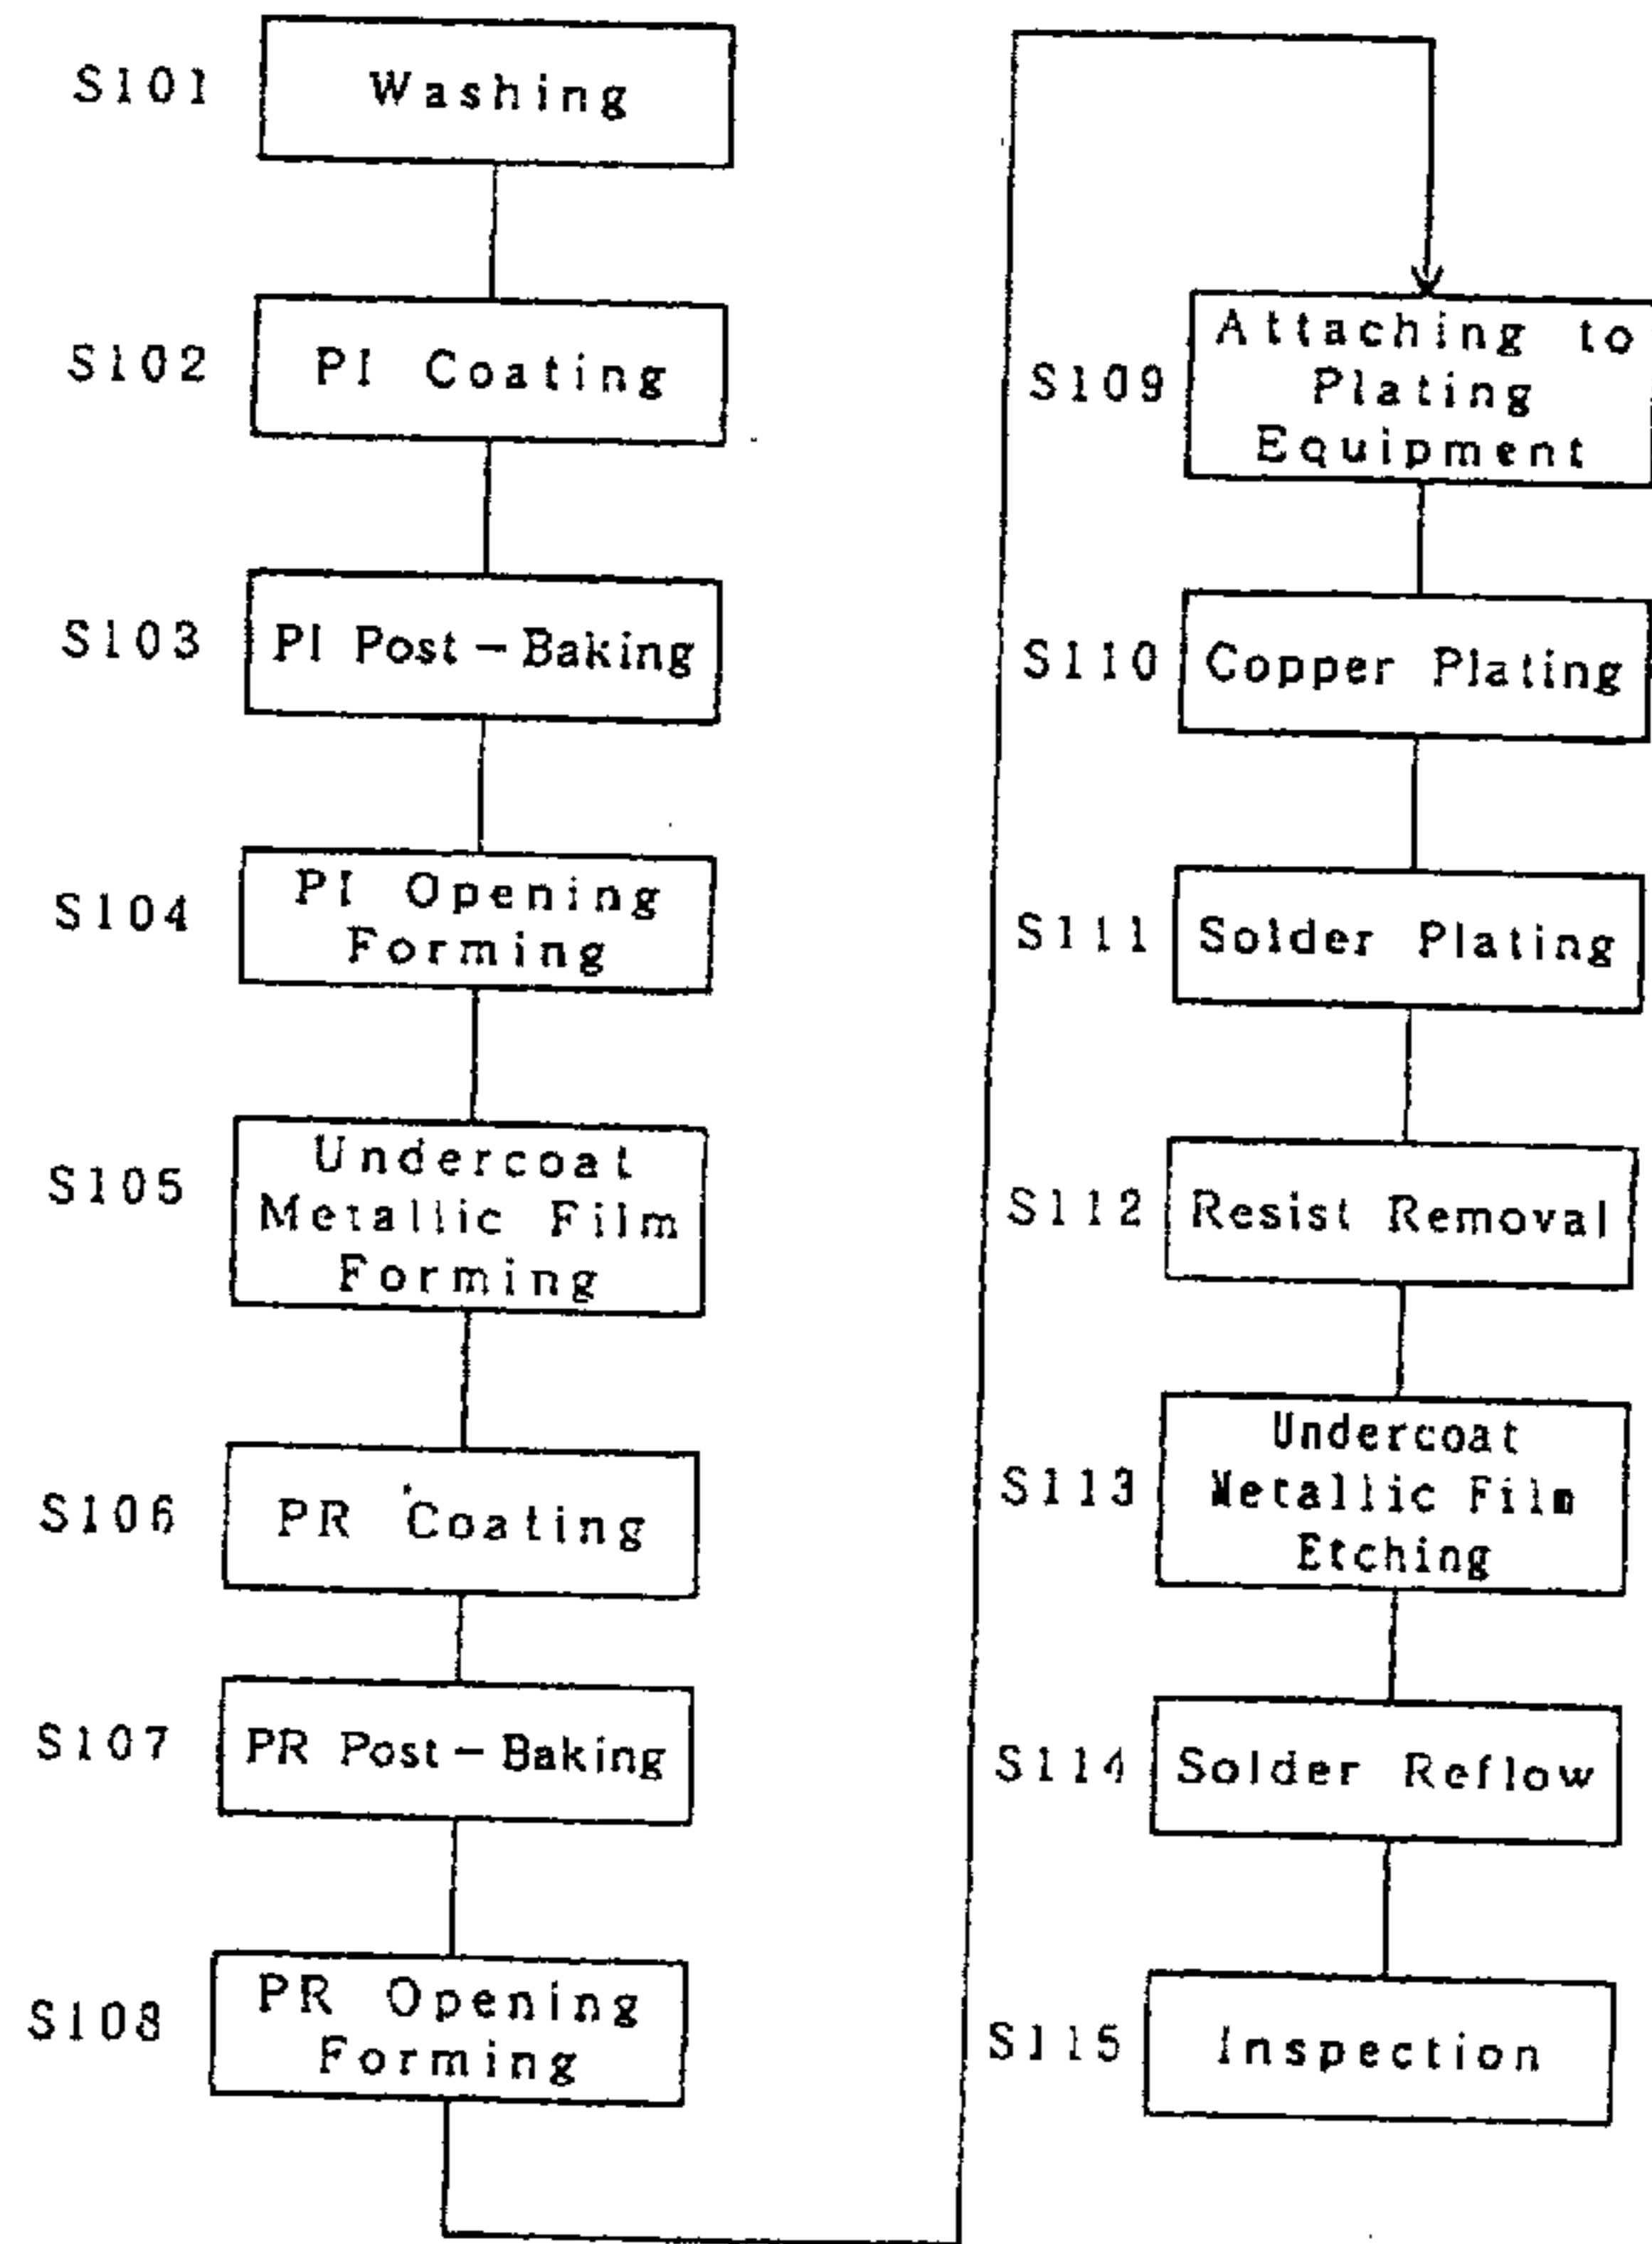 S101
Washing
S102
PI Coating
S103
PI Post-Baking
S104
PI Opening
Forming
S105
Undercoat
Metallic Film
Forming
S106
PR Coating
S107
PR Post-Baking
S108
PR Opening
Forming
S109
Attaching to
Plating
Equipment
S110
Copper Plating
S111
Solder Plating
S112
Resist Removal
S113
Undercoat
Metallic Film
Etching
S114
Solder Reflow
S115
Inspection